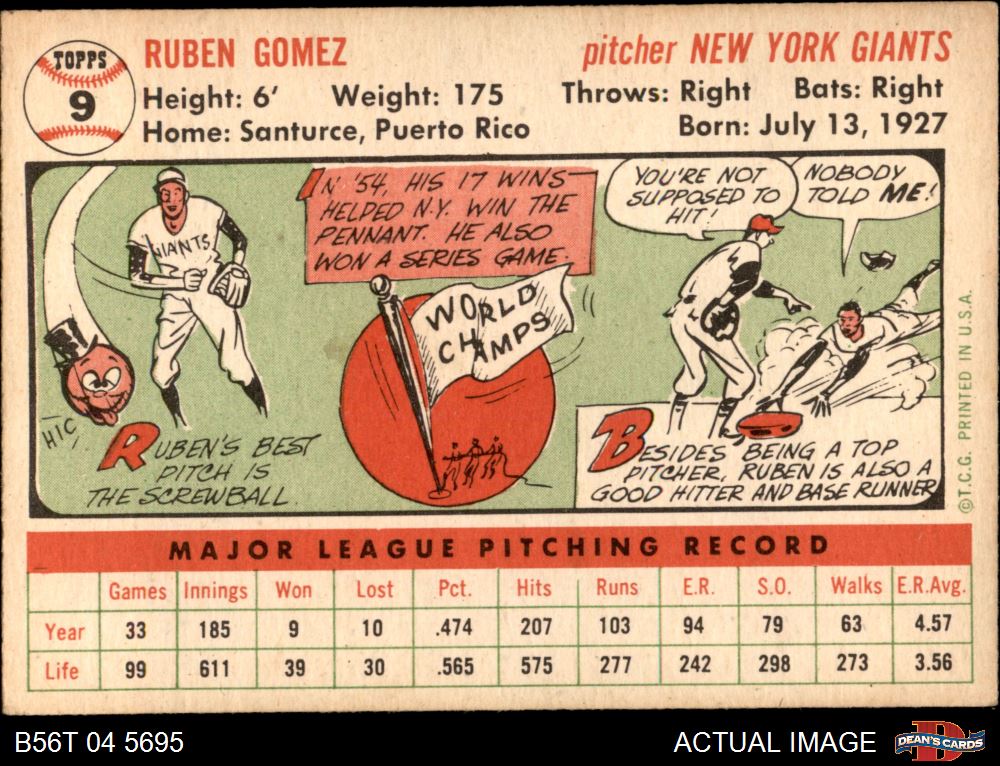 TOPPS
9
RUBEN GOMEZ
pitcher NEW YORK GIANTS
Height: 6' Weight: 175 Throws: Right Bats: Right
Home: Santurce, Puerto Rico Born: July 13, 1927
GIANTS
HIC
RUBEN'S BEST
PITCH IS
THE SCREWBALL.
IN '54, HIS 17 WINS
HELPED N.Y. WIN THE
PENNANT. HE ALSO
WON A SERIES GAME.
WORLD
CHAMPS
YOU'RE NOT
SUPPOSED TO
HIT!
NOBODY
TOLD ME!
BESIDES BEING A TOP
PITCHER, RUBEN IS ALSO A
GOOD HITTER AND BASE RUNNER
©T.C.G. PRINTED IN U.S.A.
MAJOR LEAGUE PITCHING RECORD
Games Innings Won Lost Pct. Hits Runs E.R. S.O. Walks E.R.Avg.
Year 33 185 9 10 .474 207 103 94 79 63 4.57
Life 99 611 39 30 .565 575 277 242 298 273 3.56
B56T 04 5695
ACTUAL IMAGE
D
DEAN'S CARDS